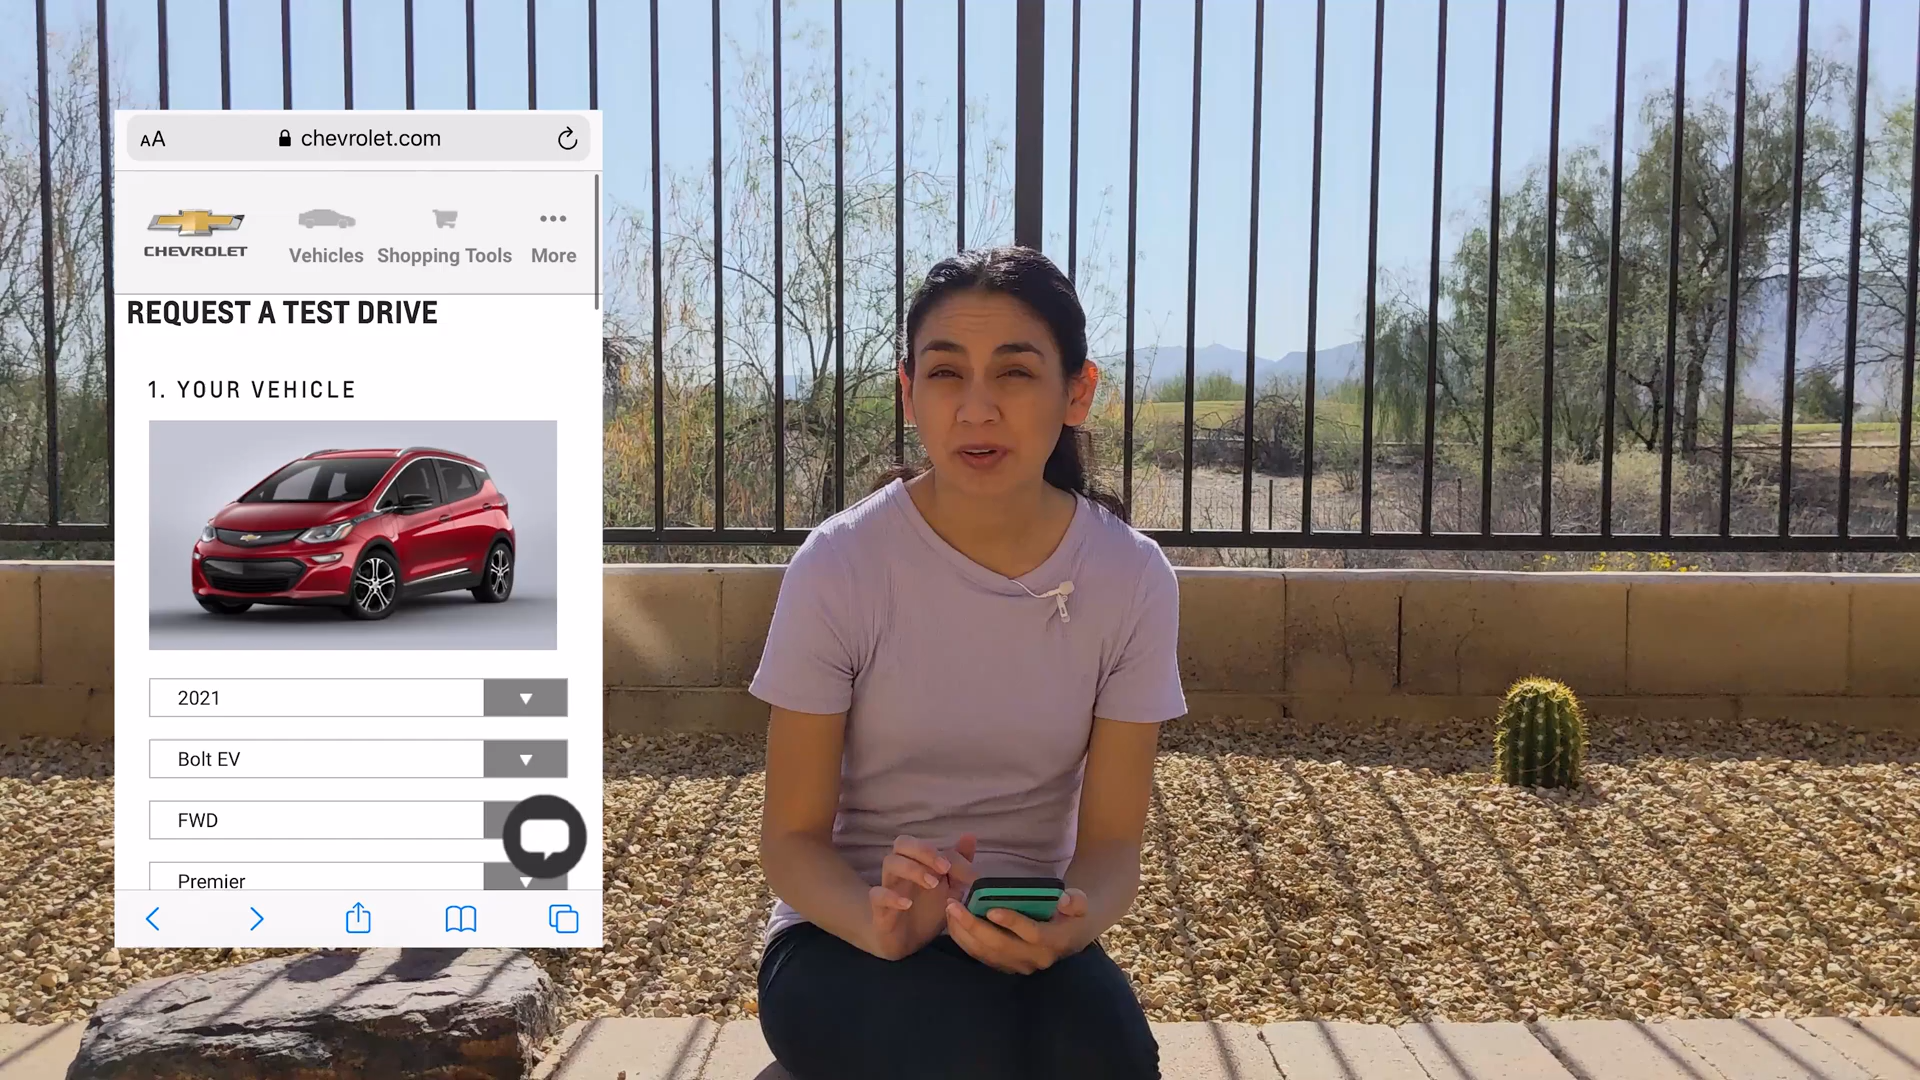 AA chevrolet.com
CHEVROLET
Vehicles Shopping Tools More
REQUEST A TEST DRIVE
1. YOUR VEHICLE
2021
Bolt EV
FWD
Premier